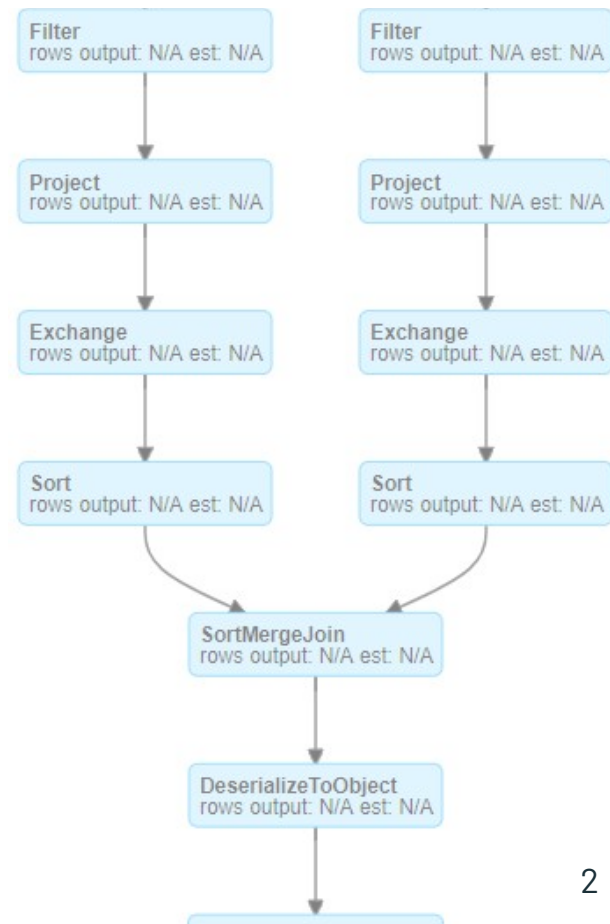 Filter
rows output: N/A est: N/A
Filter
rows output: N/A est: N/A
Project
rows output: N/A est: N/A
Project
rows output: N/A est: N/A
Exchange
rows output: N/A est: N/A
Exchange
rows output: N/A est: N/A
Sort
rows output: N/A est: N/A
Sort
rows output: N/A est: N/A
SortMergeJoin
rows output: N/A est: N/A
DeserializeToObject
rows output: N/A est: N/A
2